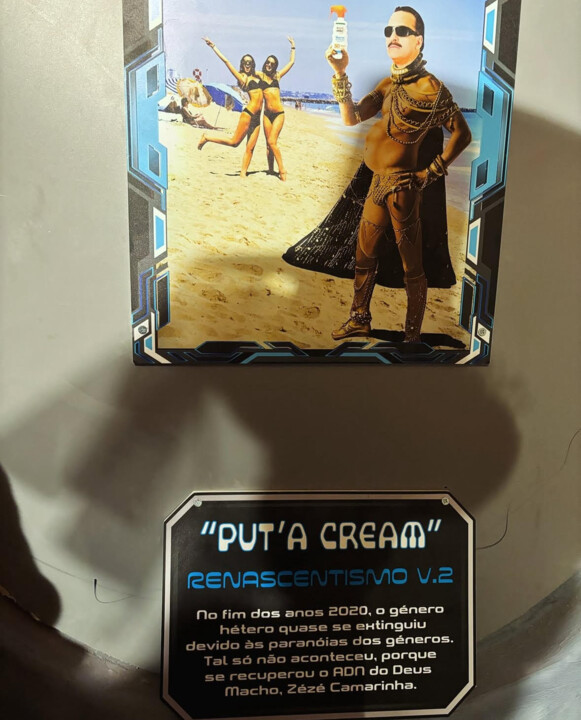 “PUT’A CREAM”
RENASCENTISMO V.2
No fim dos anos 2020, o género
hétero quase se extinguiu
devido às paranóias dos géneros.
Tal só não aconteceu, porque
se recuperou o ADN do Deus
Macho, Zézé Camarinha.